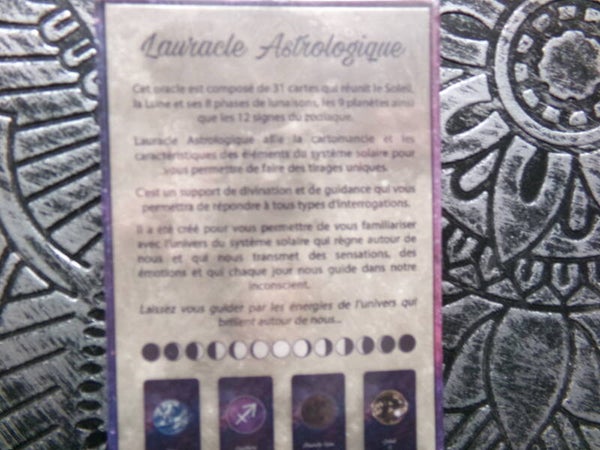 Lauracle Astrologique
Cet oracle est composé de 31 cartes qui réunit le Soleil,
la Lune et ses 8 phases de lunaisons, les 9 planètes ainsi
que les 12 signes du zodiaque.
Lauracle Astrologique allie la cartomancie et les
caractéristiques des éléments du système solaire pour
vous permettre de faire des tirages uniques.
C'est un support de divination et de guidance qui vous
permettra de répondre à tous types d'interrogations.
Il a été créé pour vous permettre de vous familiariser
avec l'univers du système solaire qui règne autour de
nous et qui nous transmet des sensations, des
émotions et qui chaque jour nous guide dans notre
inconscient.
Laissez vous guider par les énergies de l'univers qui
brillent autour de nous...